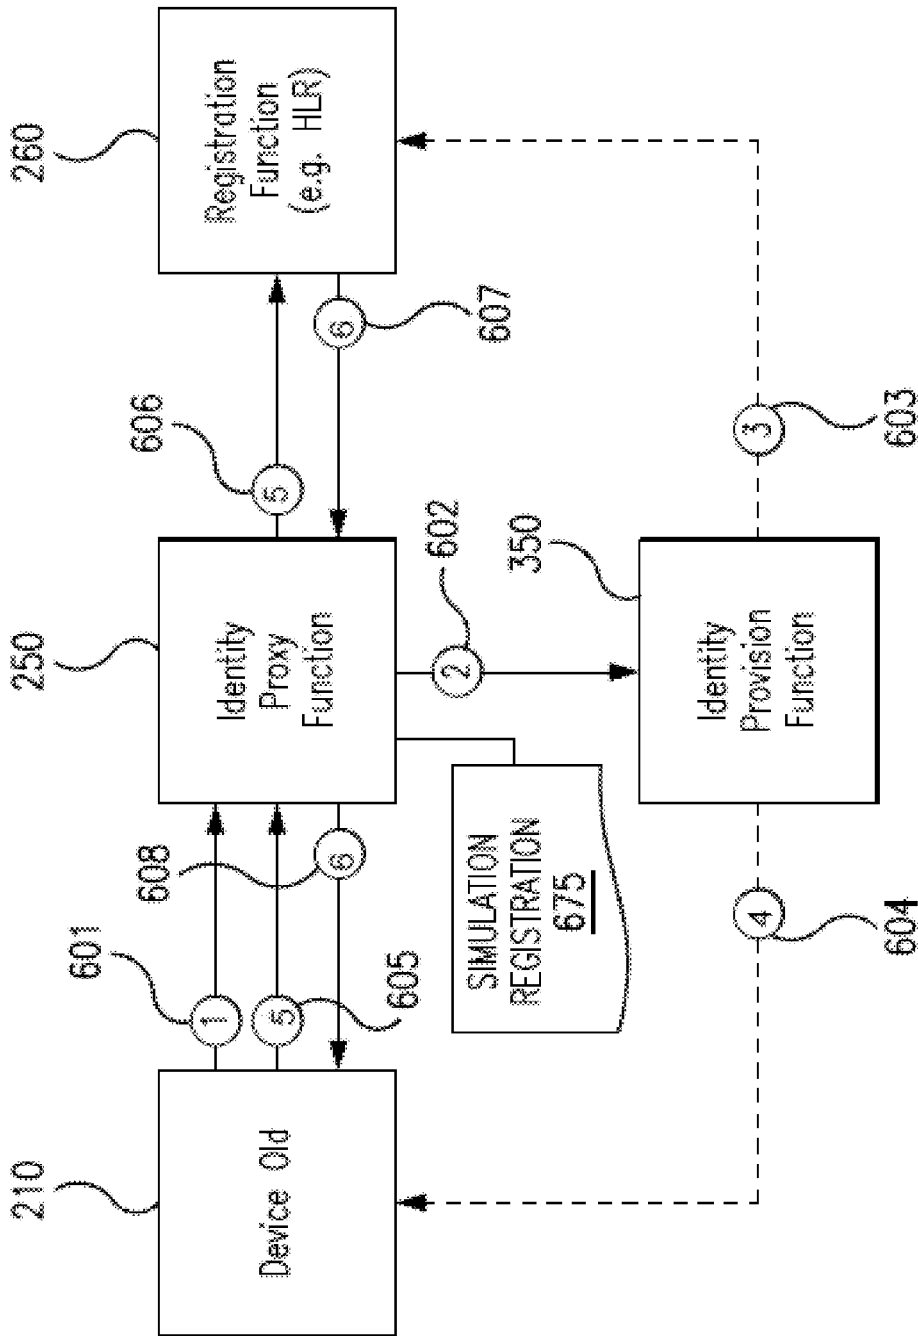 210
Device Old
601
1
5
605
608
6
250
Identity
Proxy
Function
SIMULATION
REGISTRATION
675
2
602
606
5
6
607
260
Registration
Function
(e.g. HLR)
604
4
350
Identity
Provision
Function
3
603